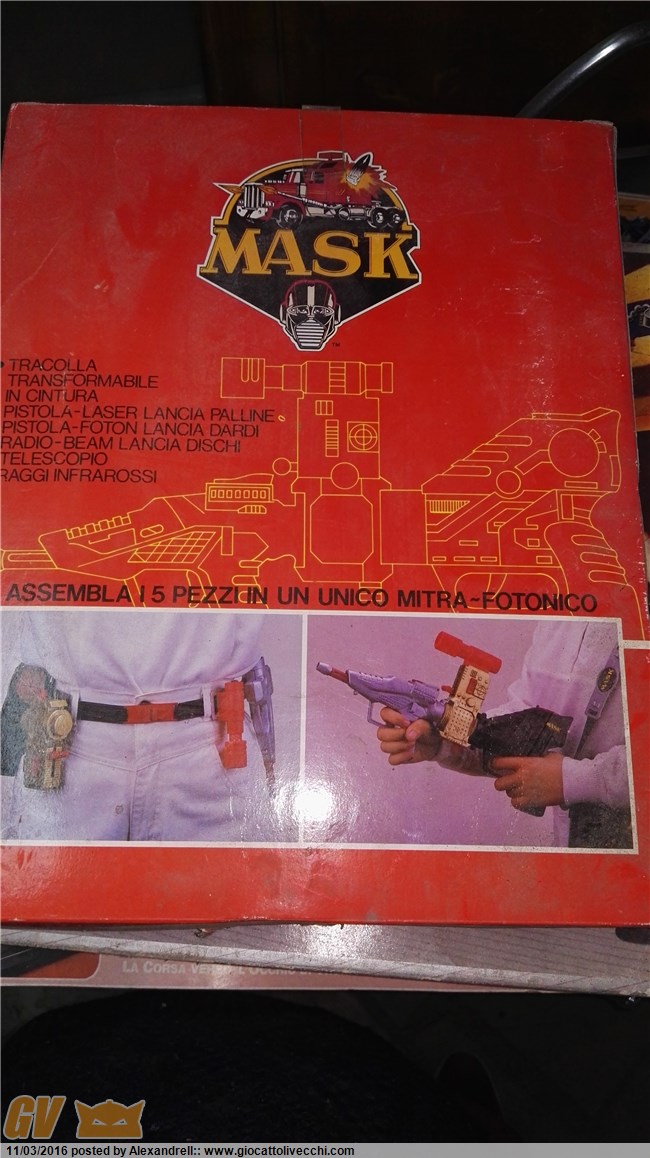 MASK
TM
• TRACOLLA
TRANSFORMABILE
IN CINTURA
PISTOLA-LASER LANCIA PALLINE
PISTOLA-FOTON LANCIA DARDI
RADIO-BEAM LANCIA DISCHI
TELESCOPIO
RAGGI INFRAROSSI
ASSEMBLA I 5 PEZZI IN UN UNICO MITRA-FOTONICO
LA CORSA VERSO L'OCCHIO
GV
11/03/2016 posted by Alexandrell:: www.giocattolivecchi.com